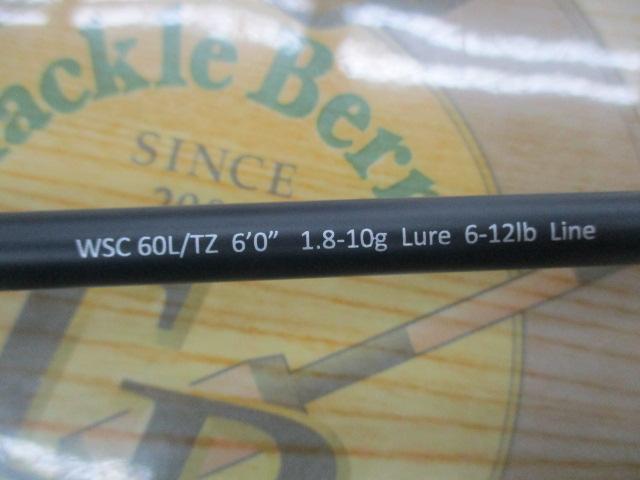 ackle Berr
SINCE
WSC 60L/TZ 6'0" 1.8-10g Lure 6-12lb Line